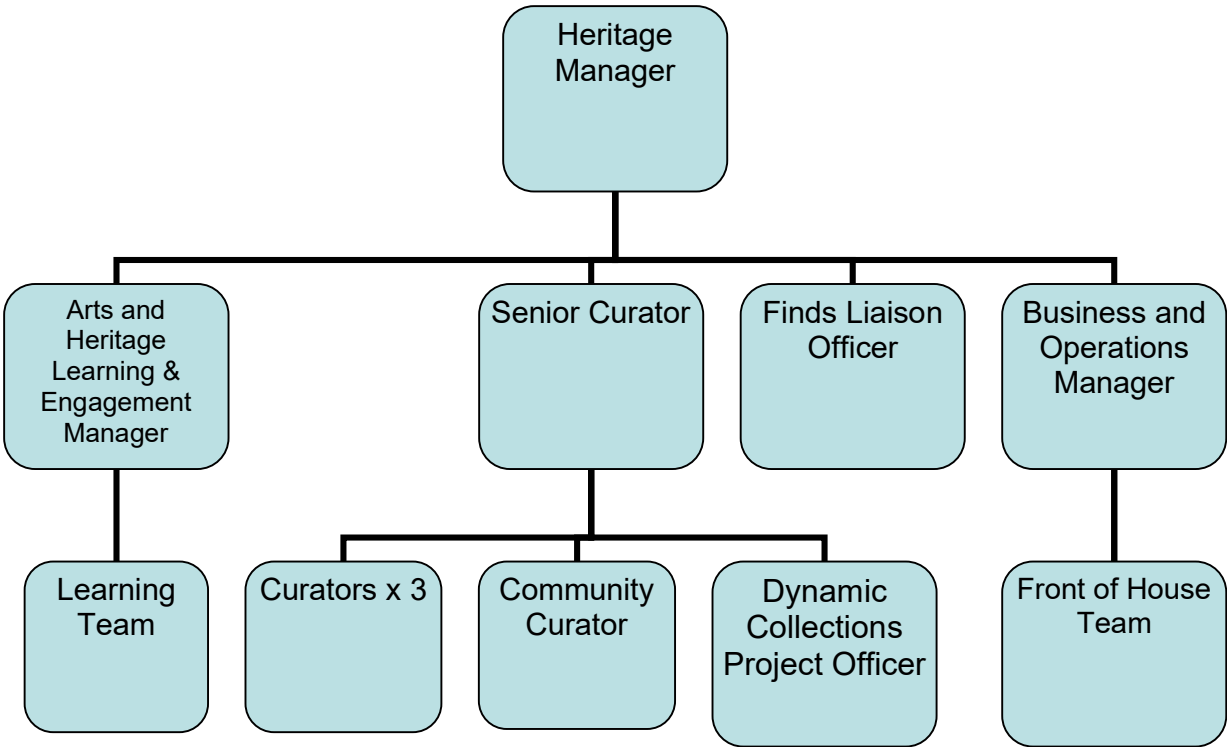 Heritage
Manager
Arts and
Heritage
Learning &
Engagement
Manager
Senior Curator
Finds Liaison
Officer
Business and
Operations
Manager
Learning
Team
Curators x 3
Community
Curator
Dynamic
Collections
Project Officer
Front of House
Team